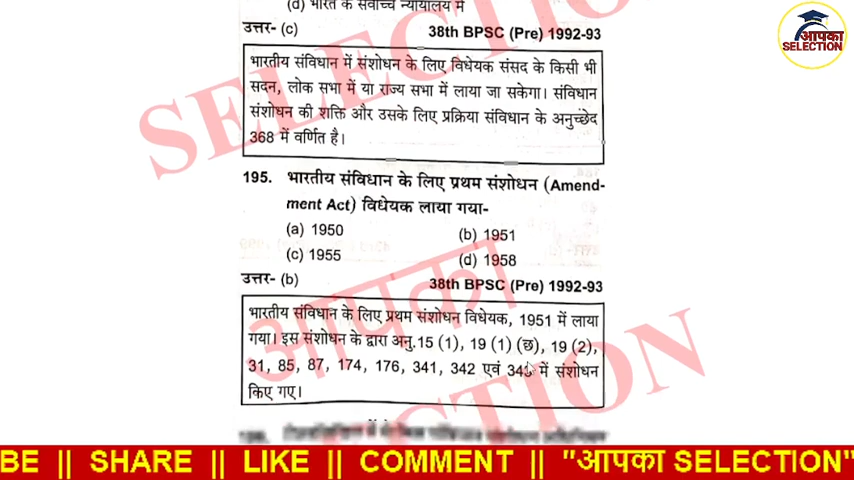 (d) भारत के सर्वोच्च न्यायालय में
उत्तर- (c) 38th BPSC (Pre) 1992-93
भारतीय संविधान में संशोधन के लिए विधेयक संसद के किसी भी
सदन, लोक सभा में या राज्य सभा में लाया जा सकेगा। संविधान
संशोधन की शक्ति और उसके लिए प्रक्रिया संविधान के अनुच्छेद
368 में वर्णित है।
195. भारतीय संविधान के लिए प्रथम संशोधन (Amend-
ment Act) विधेयक लाया गया-
(a) 1950 (b) 1951
(c) 1955 (d) 1958
उत्तर- (b) 38th BPSC (Pre) 1992-93
भारतीय संविधान के लिए प्रथम संशोधन विधेयक, 1951 में लाया
गया। इस संशोधन के द्वारा अनु.15 (1), 19 (1) (छ), 19 (2),
31, 85, 87, 174, 176, 341, 342 एवं में संशोधन
किए गए।
SELECTION
आपका
SELECTION
आपका
SELECTION
BE || SHARE || LIKE || COMMENT || "आपका SELECTION"